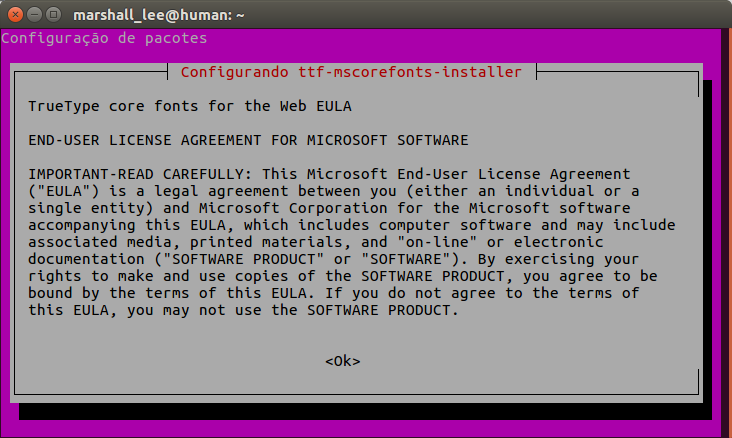 marshall_lee@human: ~
Configuração de pacotes
Configurando ttf-mscorefonts-installer
TrueType core fonts for the Web EULA
END-USER LICENSE AGREEMENT FOR MICROSOFT SOFTWARE
IMPORTANT-READ CAREFULLY: This Microsoft End-User License Agreement
("EULA") is a legal agreement between you (either an individual or a
single entity) and Microsoft Corporation for the Microsoft software
accompanying this EULA, which includes computer software and may include
associated media, printed materials, and "on-line" or electronic
documentation ("SOFTWARE PRODUCT" or "SOFTWARE"). By exercising your
rights to make and use copies of the SOFTWARE PRODUCT, you agree to be
bound by the terms of this EULA. If you do not agree to the terms of
this EULA, you may not use the SOFTWARE PRODUCT.
<Ok>